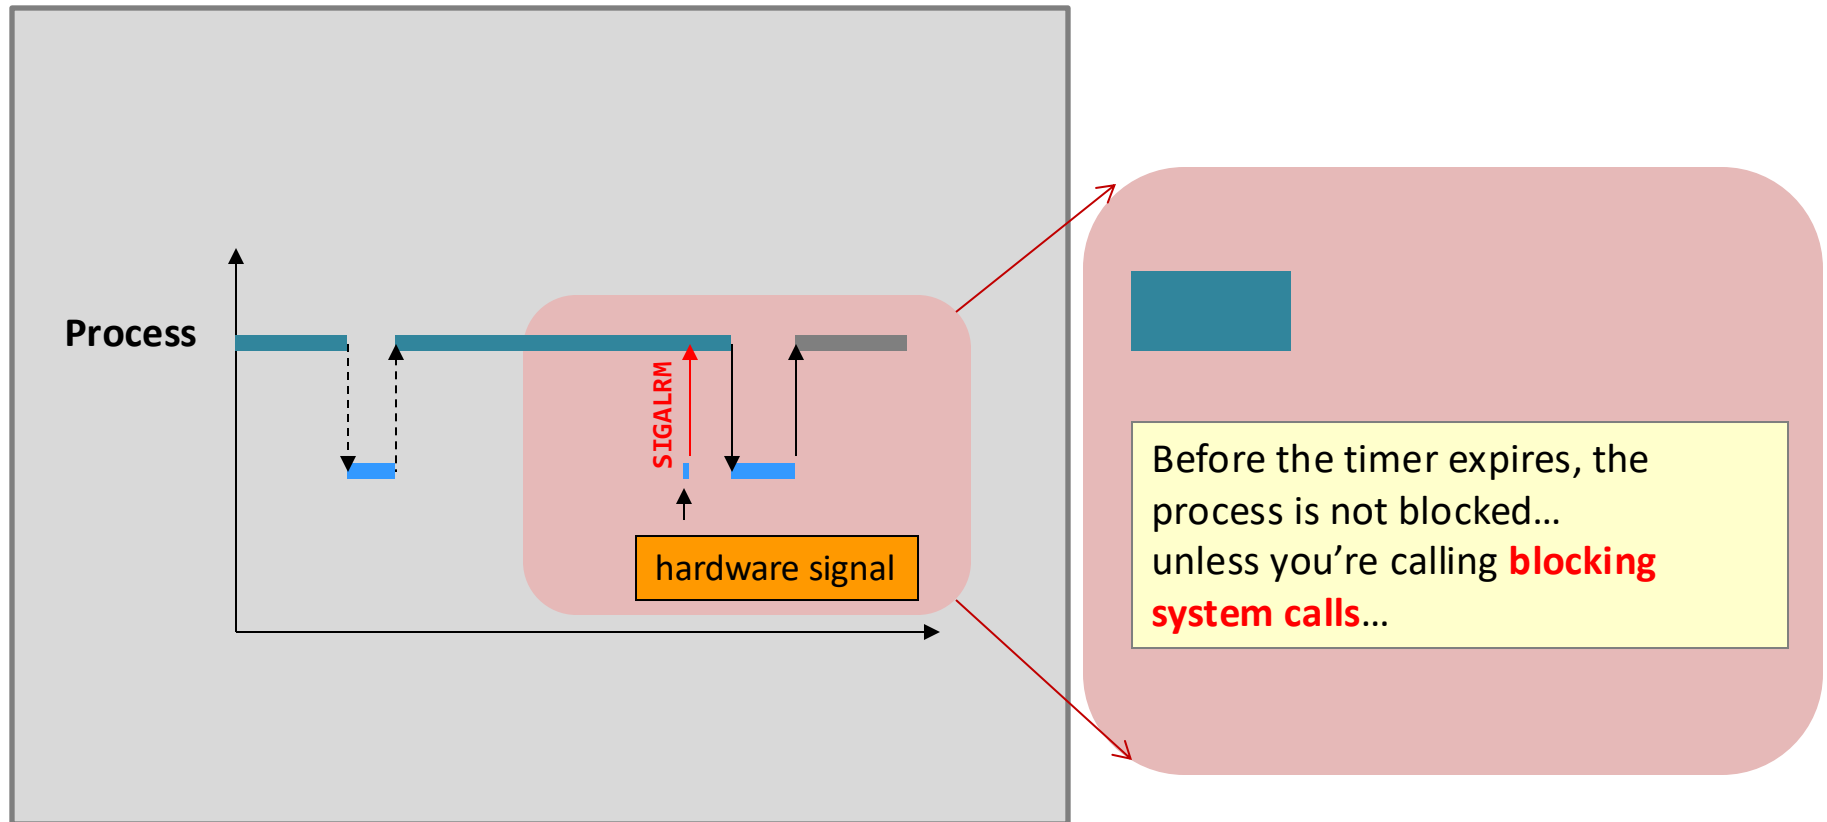 Process
SIGALRM
hardware signal
Before the timer expires, the
process is not blocked…
unless you’re calling blocking
system calls…